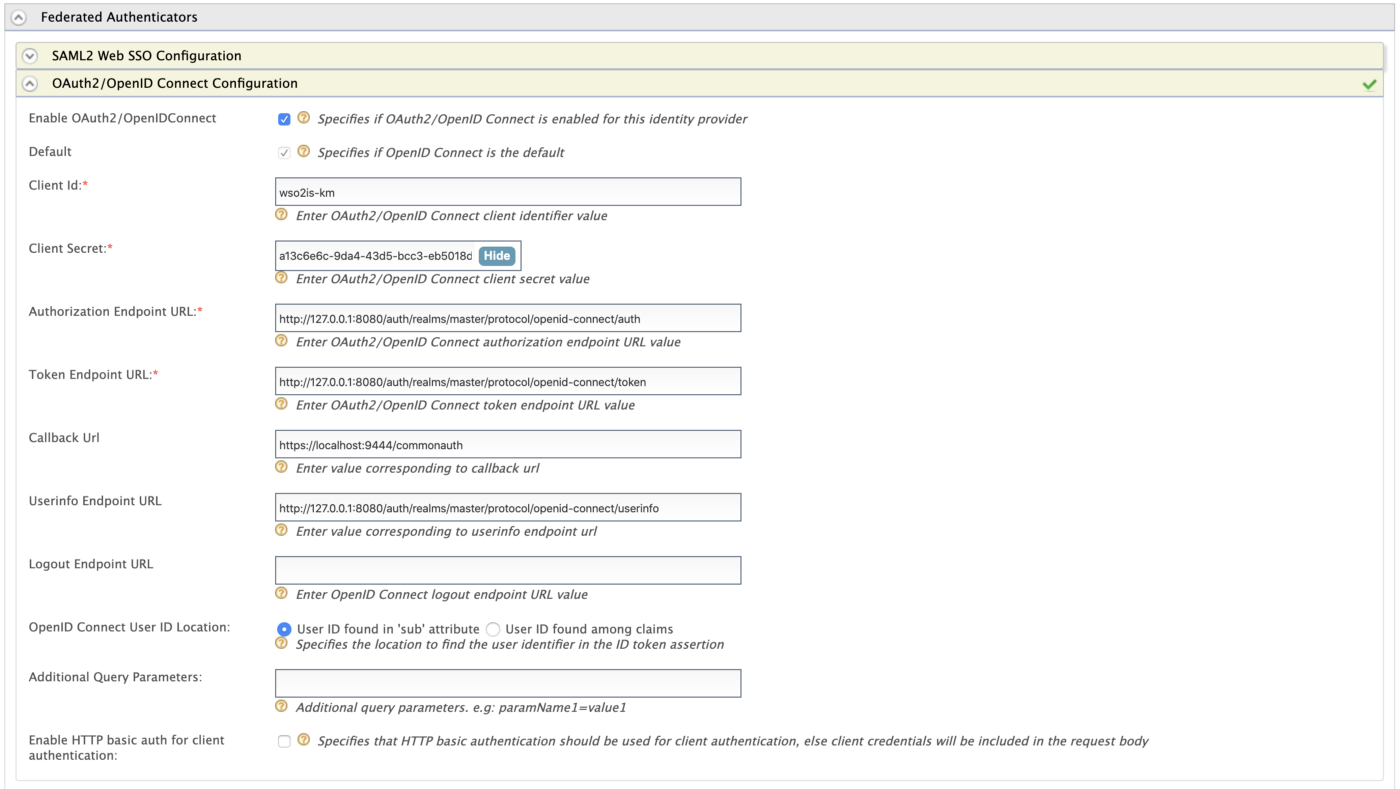 Federated Authenticators
SAML2 Web SSO Configuration
OAuth2/OpenID Connect Configuration
Enable OAuth2/OpenIDConnect
Specifies if OAuth2/OpenID Connect is enabled for this identity provider
Default
Specifies if OpenID Connect is the default
Client Id:*
wso2is-km
Enter OAuth2/OpenID Connect client identifier value
Client Secret:*
a13c6e6c-9da4-43d5-bcc3-eb5018d
Hide
Enter OAuth2/OpenID Connect client secret value
Authorization Endpoint URL:*
http://127.0.0.1:8080/auth/realms/master/protocol/openid-connect/auth
Enter OAuth2/OpenID Connect authorization endpoint URL value
Token Endpoint URL:*
http://127.0.0.1:8080/auth/realms/master/protocol/openid-connect/token
Enter OAuth2/OpenID Connect token endpoint URL value
Callback Url
https://localhost:9444/commonauth
Enter value corresponding to callback url
Userinfo Endpoint URL
http://127.0.0.1:8080/auth/realms/master/protocol/openid-connect/userinfo
Enter value corresponding to userinfo endpoint url
Logout Endpoint URL
Enter OpenID Connect logout endpoint URL value
OpenID Connect User ID Location:
User ID found in 'sub' attribute
User ID found among claims
Specifies the location to find the user identifier in the ID token assertion
Additional Query Parameters:
Additional query parameters. e.g: paramName1=value1
Enable HTTP basic auth for client
authentication:
Specifies that HTTP basic authentication should be used for client authentication, else client credentials will be included in the request body